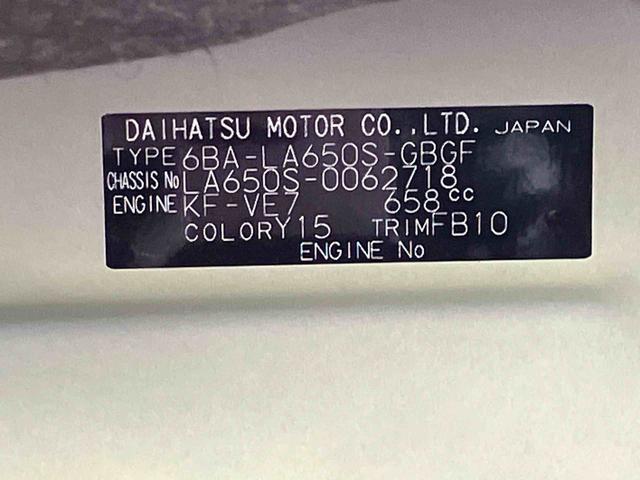 DAIHATSU MOTOR CO.,LTD. JAPAN
TYPE 6BA-LA650S-GBGF
CHASSIS No LA650S-0062718
ENGINE KF-VE7 658cc
COLOR Y15 TRIM FB10
ENGINE No